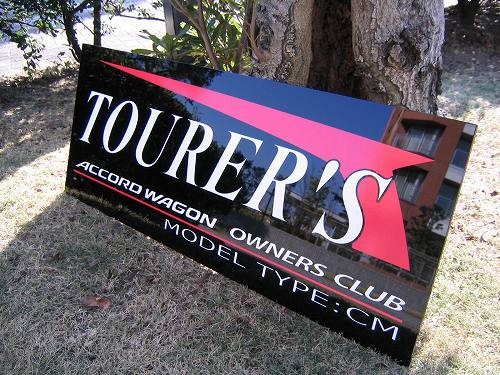 TOURER'S
ACCORD WAGON OWNERS CLUB
MODEL TYPE:CM